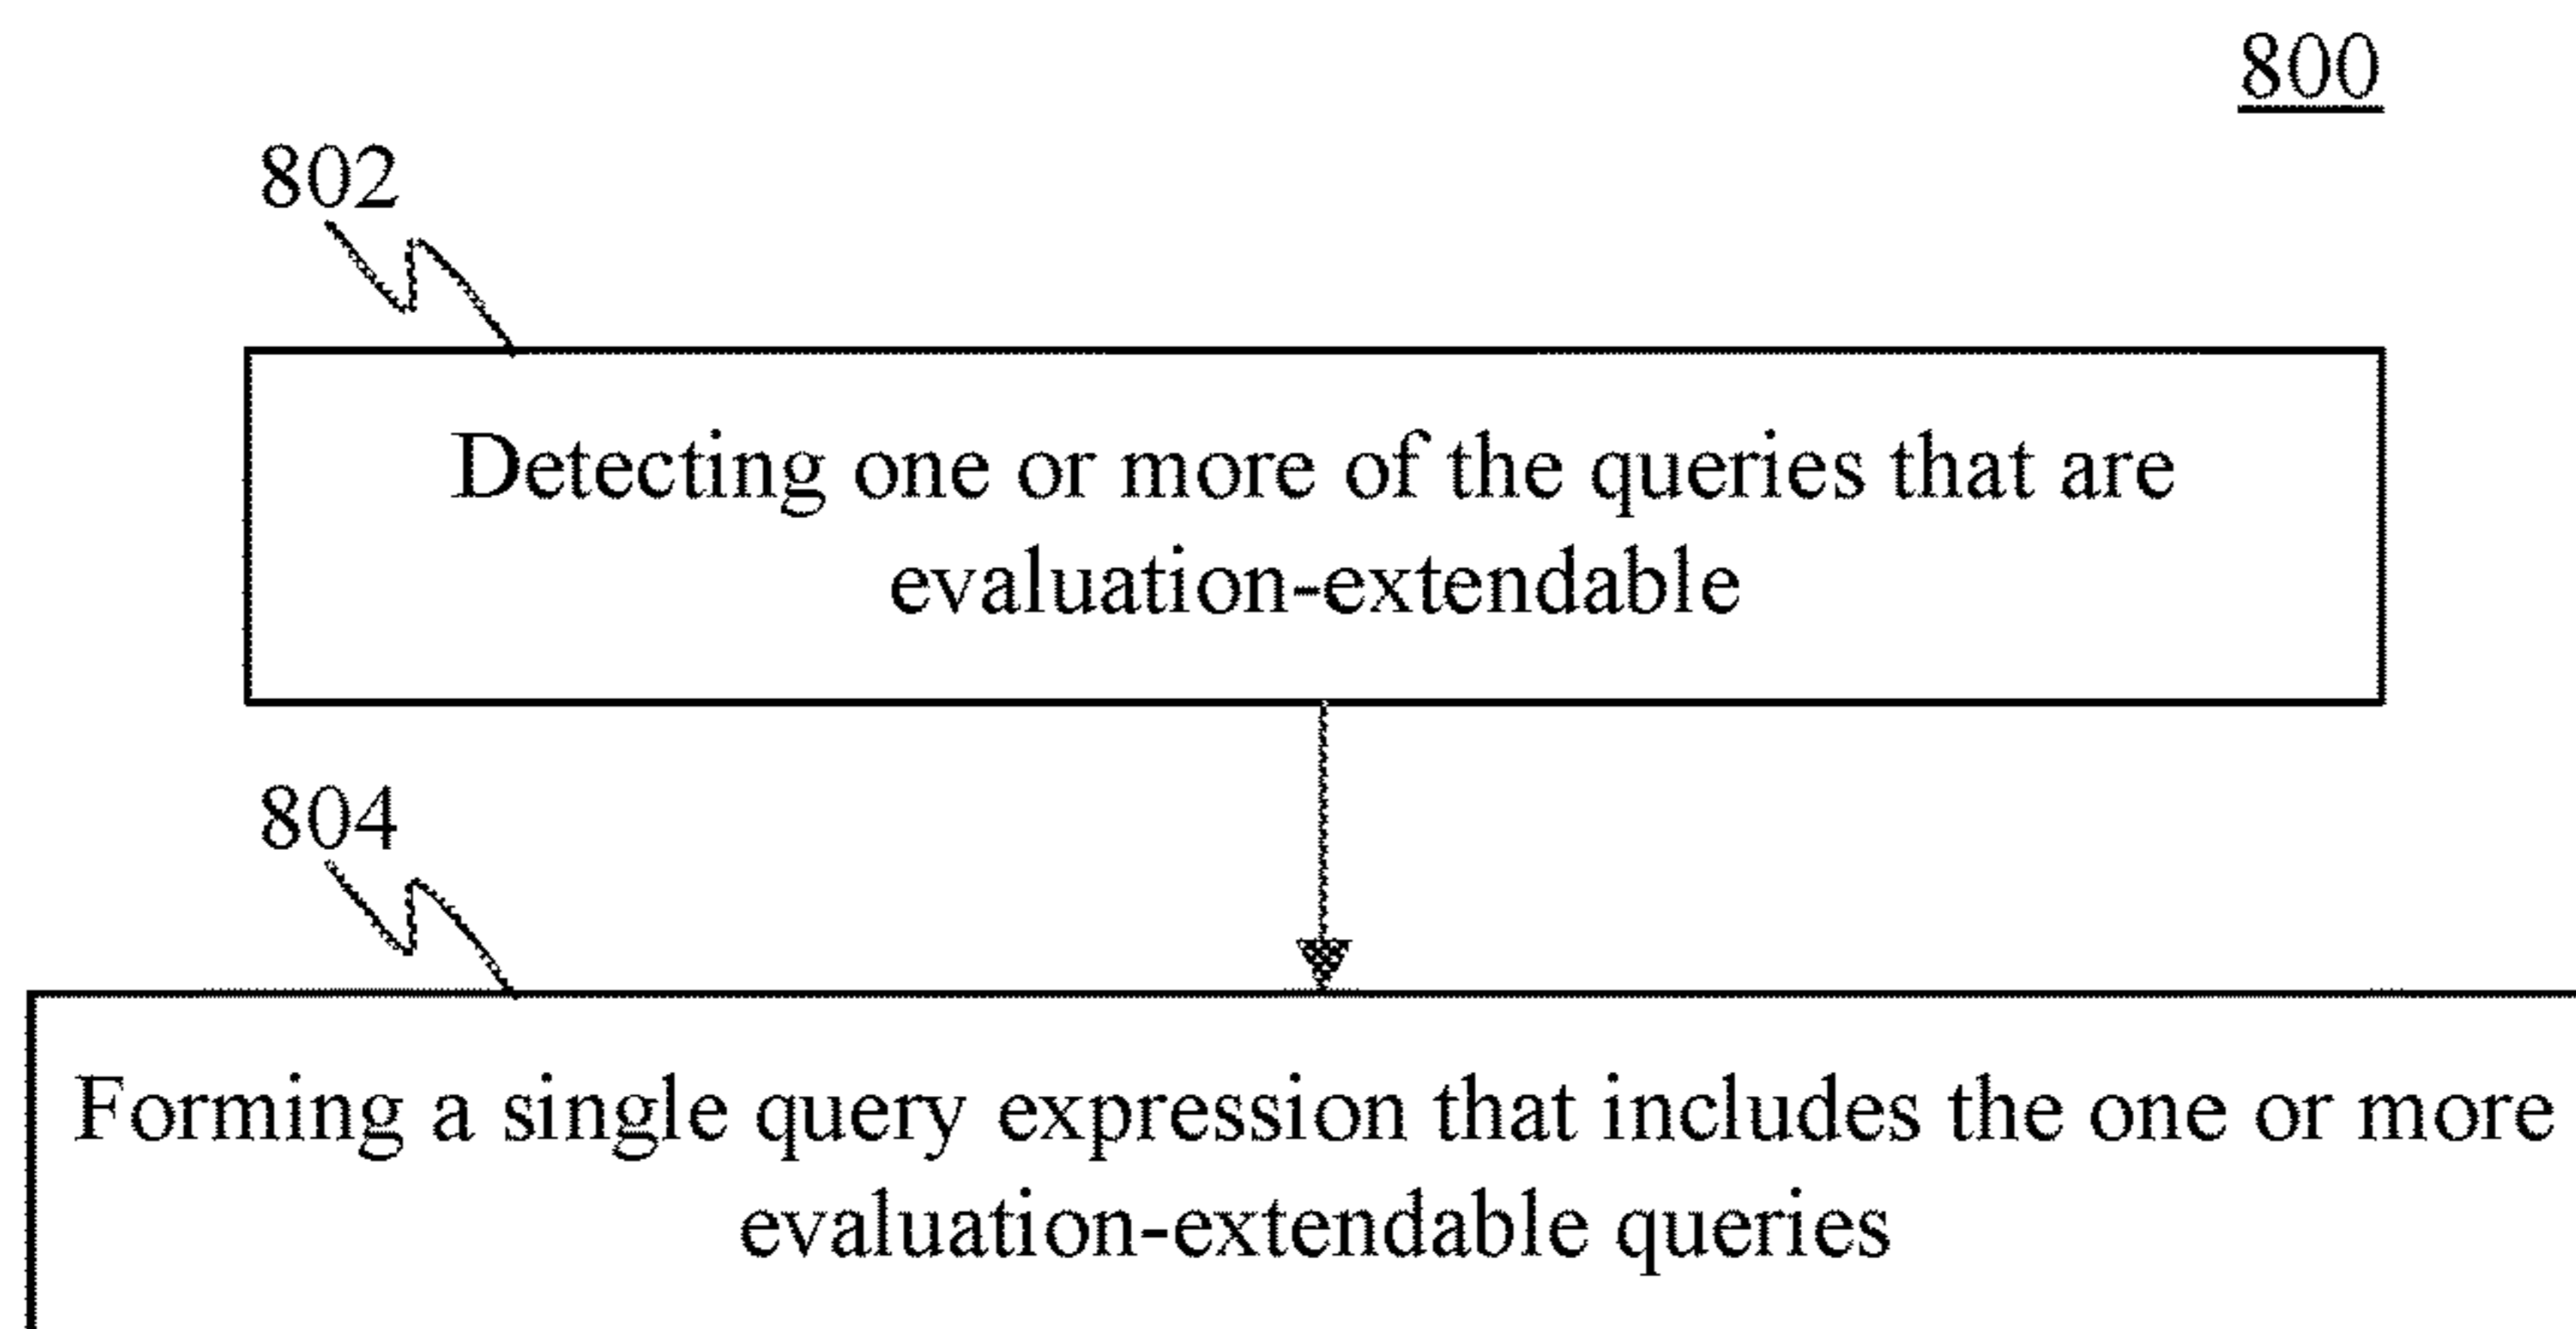 800
802
Detecting one or more of the queries that are
evaluation-extendable
804
Forming a single query expression that includes the one or more
evaluation-extendable queries